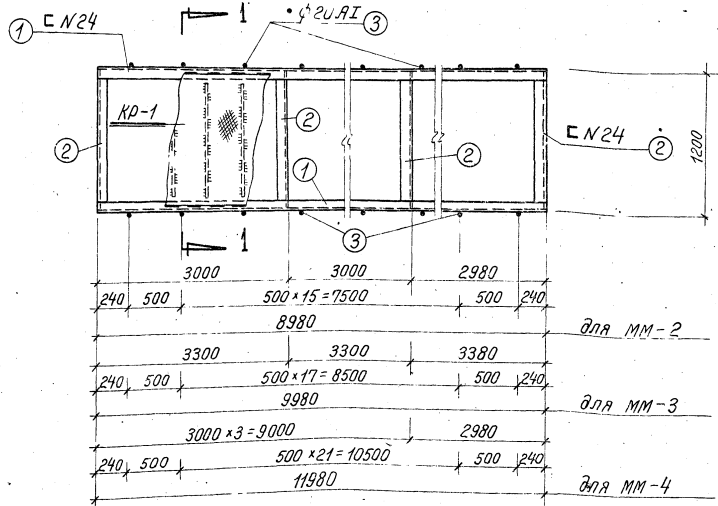 1 1 ⊏ N24 • ϕ20АI 3
КР-1
2 2 2 1 ⊏ N24 2
1200
3
1
3000 3000 2980
240 500 500×15=7500 500 240
8980 для ММ-2
3300 3300 3380
240 500 500×17=8500 500 240
9980 для ММ-3
3000×3=9000 2980
240 500 500×21=10500 500 240
11980 для ММ-4